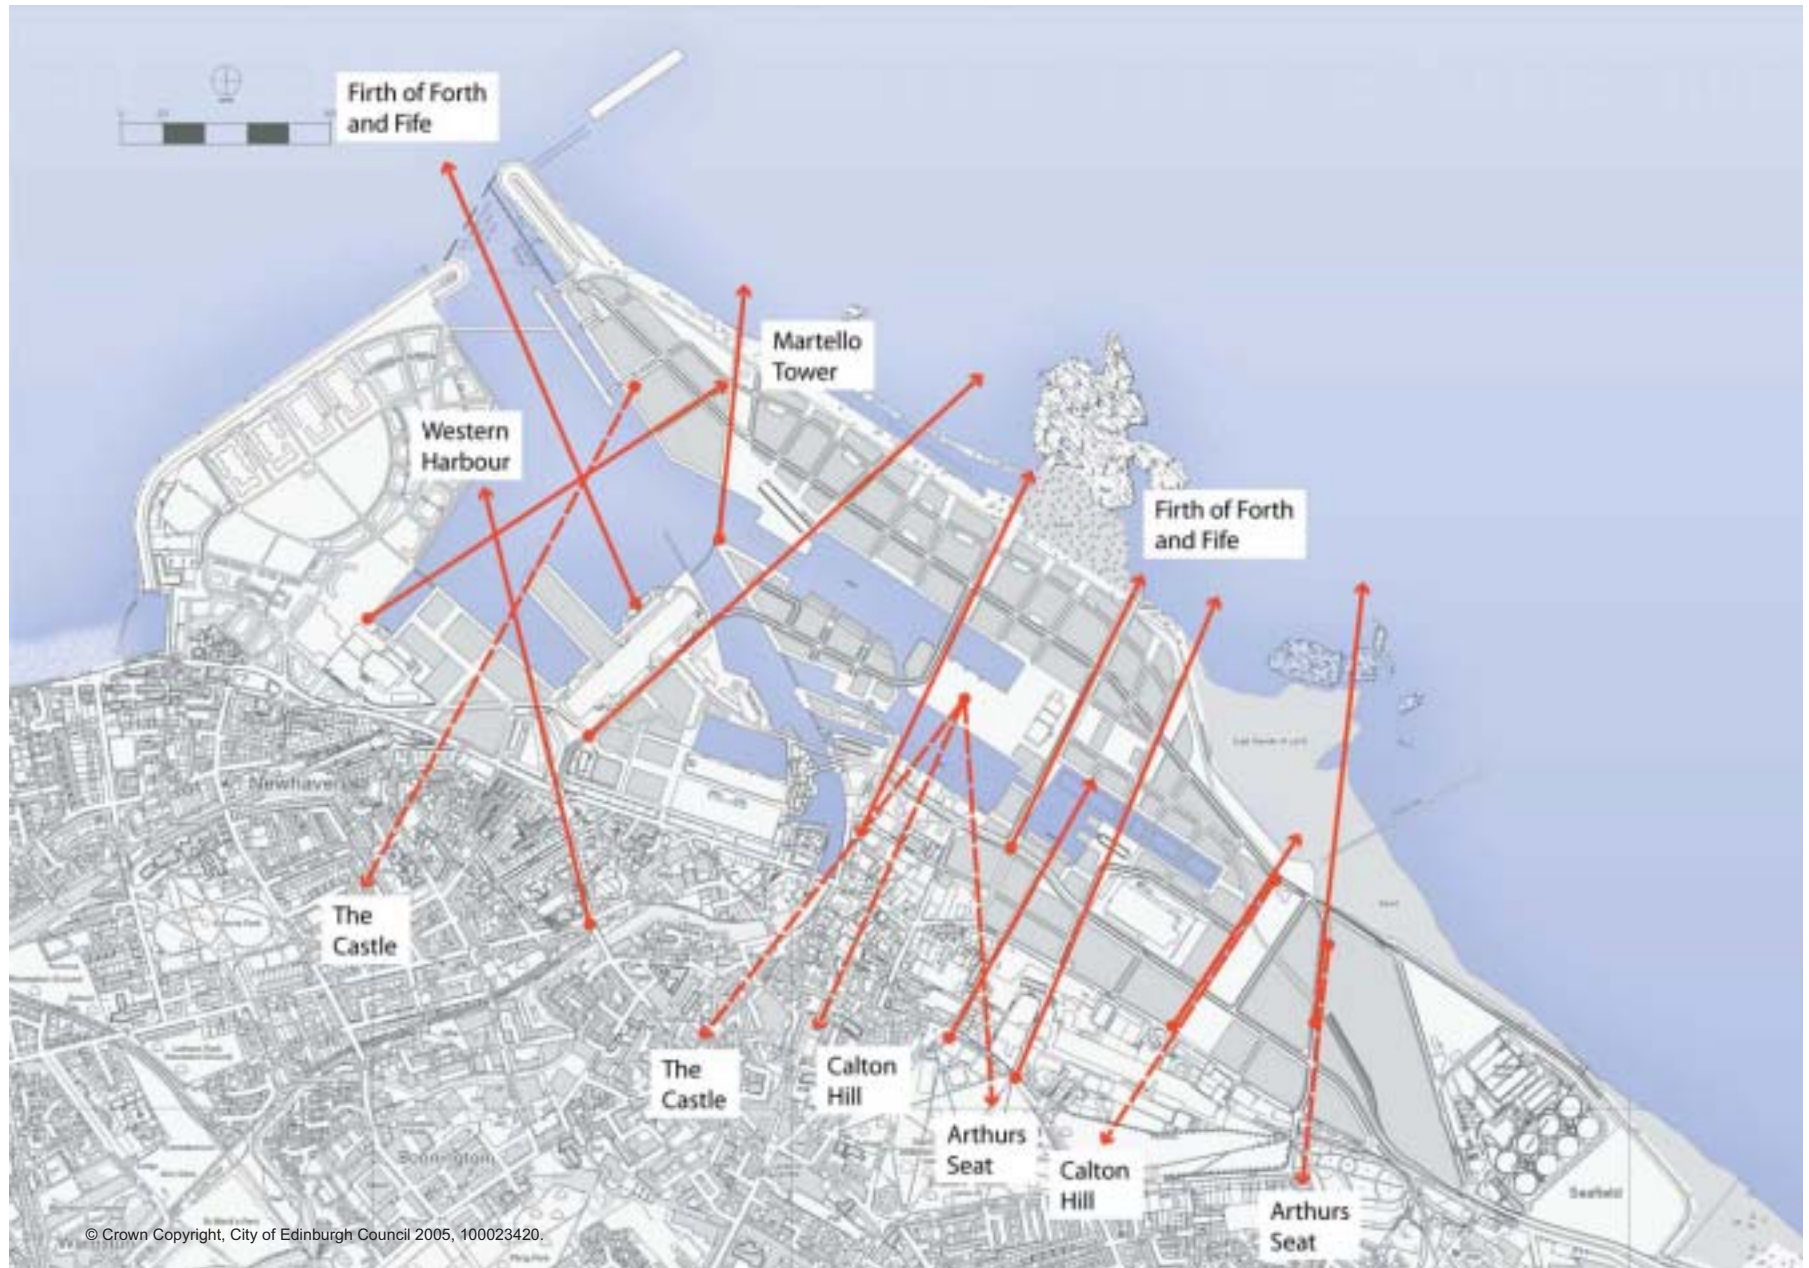 Firth of Forth
and Fife
Martello
Tower
Western
Harbour
Firth of Forth
and Fife
Newhaven
The
Castle
The
Castle
Calton
Hill
Arthurs
Seat
Calton
Hill
Arthurs
Seat
Bonnington
Seafield
© Crown Copyright, City of Edinburgh Council 2005, 100023420.